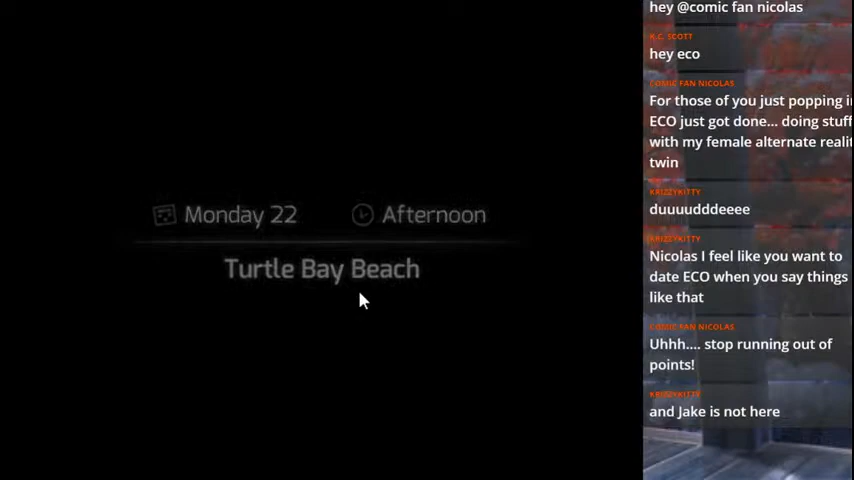 Monday 22
Afternoon
Turtle Bay Beach
hey @comic fan nicolas
K.C. SCOTT
hey eco
COMIC FAN NICOLAS
For those of you just popping i
ECO just got done... doing stuff
with my female alternate realit
twin
KRIZZYKITTY
duuuudddeeee
KRIZZYKITTY
Nicolas I feel like you want to
date ECO when you say things
like that
COMIC FAN NICOLAS
Uhhh.... stop running out of
points!
KRIZZYKITTY
and Jake is not here